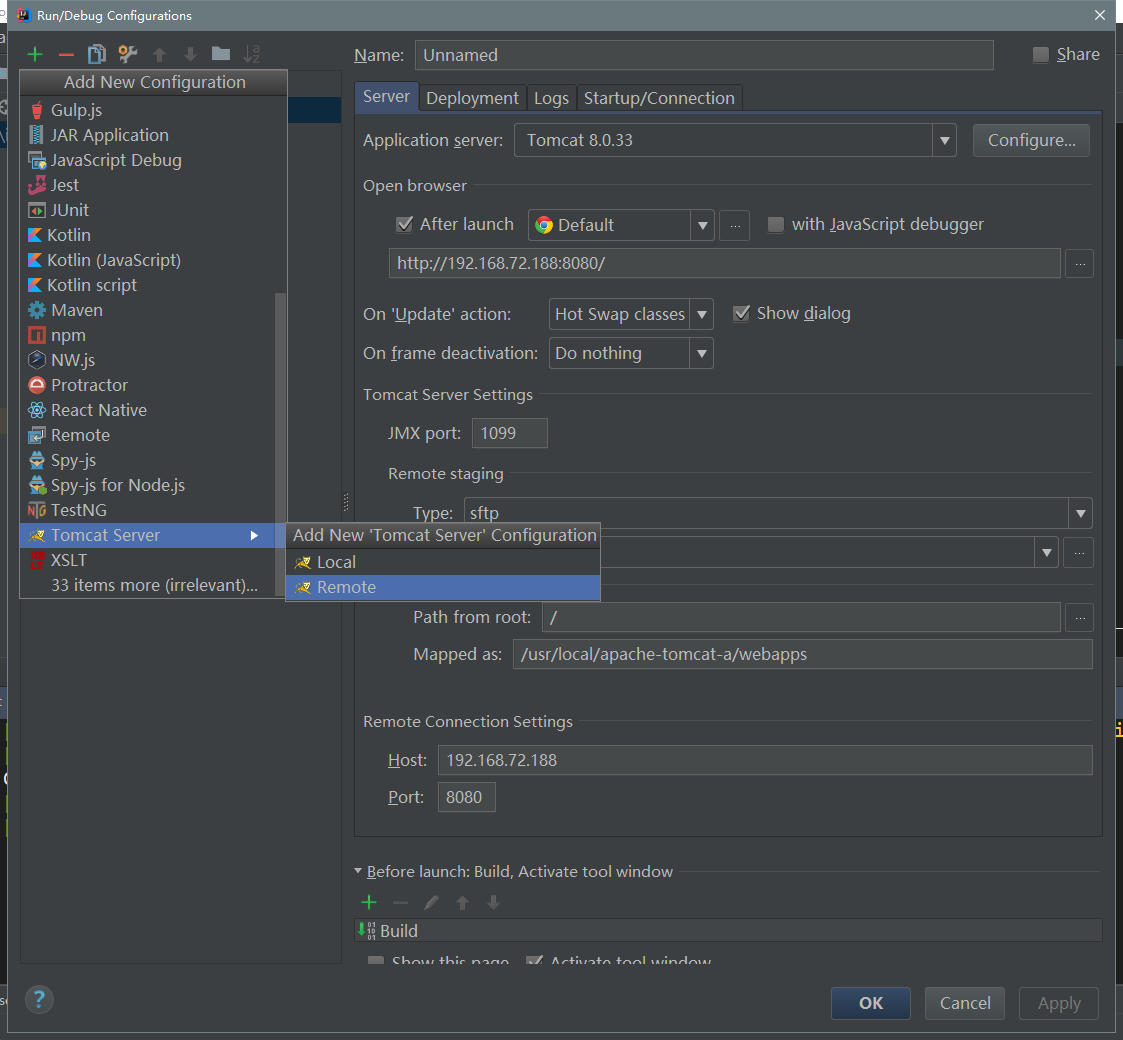 Run/Debug Configurations
Name: Unnamed Share
Add New Configuration
Gulp.js
JAR Application
JavaScript Debug
Jest
JUnit
Kotlin
Kotlin (JavaScript)
Kotlin script
Maven
npm
NW.js
Protractor
React Native
Remote
Spy-js
Spy-js for Node.js
TestNG
Tomcat Server
XSLT
33 items more (irrelevant)...
Add New 'Tomcat Server' Configuration
Local
Remote
Server Deployment Logs Startup/Connection
Application server: Tomcat 8.0.33 Configure...
Open browser
After launch Default ... with JavaScript debugger
http://192.168.72.188:8080/ ...
On 'Update' action: Hot Swap classes Show dialog
On frame deactivation: Do nothing
Tomcat Server Settings
JMX port: 1099
Remote staging
Type: sftp
...
Path from root: / ...
Mapped as: /usr/local/apache-tomcat-a/webapps
Remote Connection Settings
Host: 192.168.72.188
Port: 8080
Before launch: Build, Activate tool window
Build
Show this page Activate tool window
? OK Cancel Apply